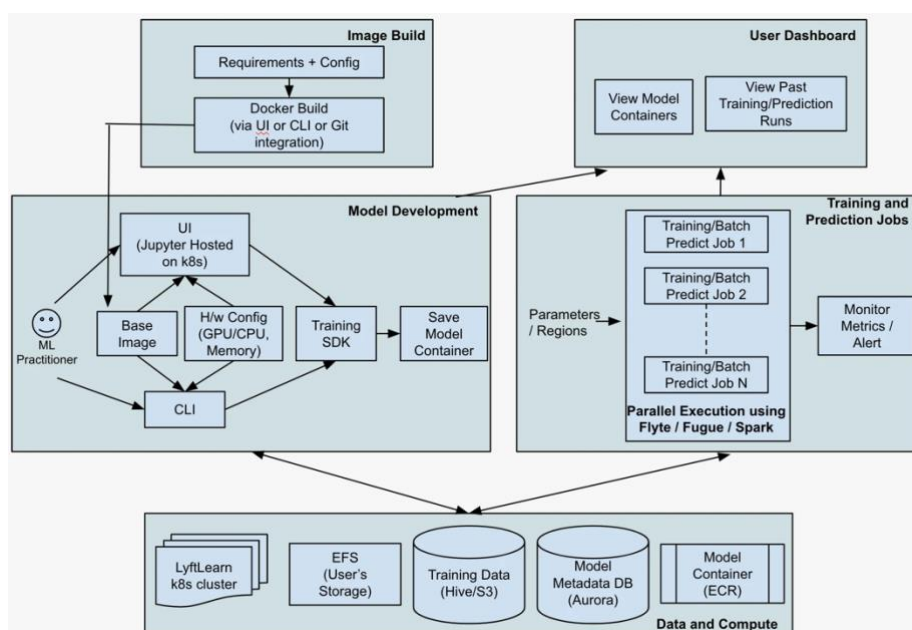 Image Build
Requirements + Config
Docker Build
(via UI or CLI or Git
integration)
User Dashboard
View Model
Containers
View Past
Training/Prediction
Runs
Model Development
UI
(Jupyter Hosted
on k8s)
ML
Practitioner
Base
Image
H/w Config
(GPU/CPU,
Memory)
Training
SDK
Save
Model
Container
CLI
Training and
Prediction Jobs
Parameters
/ Regions
Training/Batch
Predict Job 1
Training/Batch
Predict Job 2
Training/Batch
Predict Job N
Parallel Execution using
Flyte / Fugue / Spark
Monitor
Metrics /
Alert
LyftLearn
k8s cluster
EFS
(User's
Storage)
Training Data
(Hive/S3)
Model
Metadata DB
(Aurora)
Model
Container
(ECR)
Data and Compute